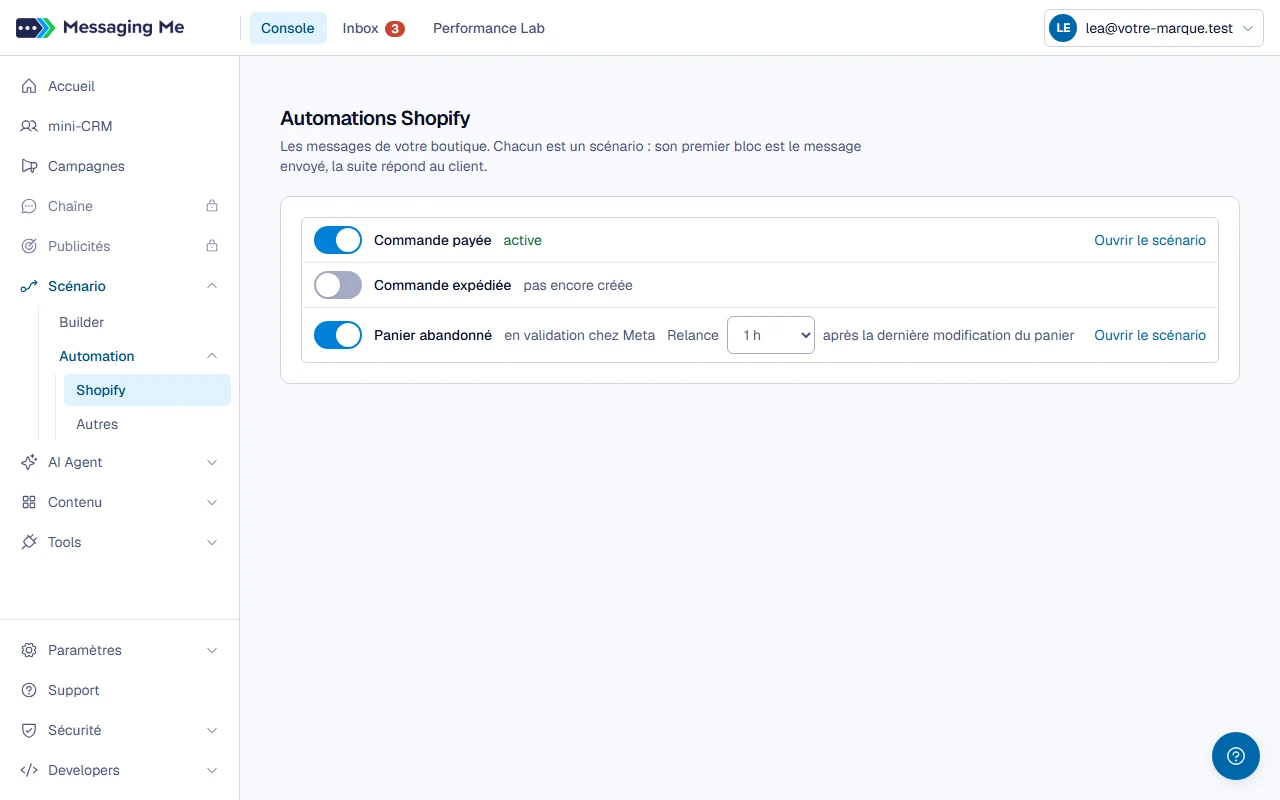 Messaging Me
Console
Inbox 3
Performance Lab
LE lea@votre-marque.test
Accueil
mini-CRM
Campagnes
Chaîne
Publicités
Scénario
Builder
Automation
Shopify
Autres
AI Agent
Contenu
Tools
Paramètres
Support
Sécurité
Developers
Automations Shopify
Les messages de votre boutique. Chacun est un scénario : son premier bloc est le message
envoyé, la suite répond au client.
Commande payée active Ouvrir le scénario
Commande expédiée pas encore créée
Panier abandonné en validation chez Meta Relance 1 h après la dernière modification du panier Ouvrir le scénario